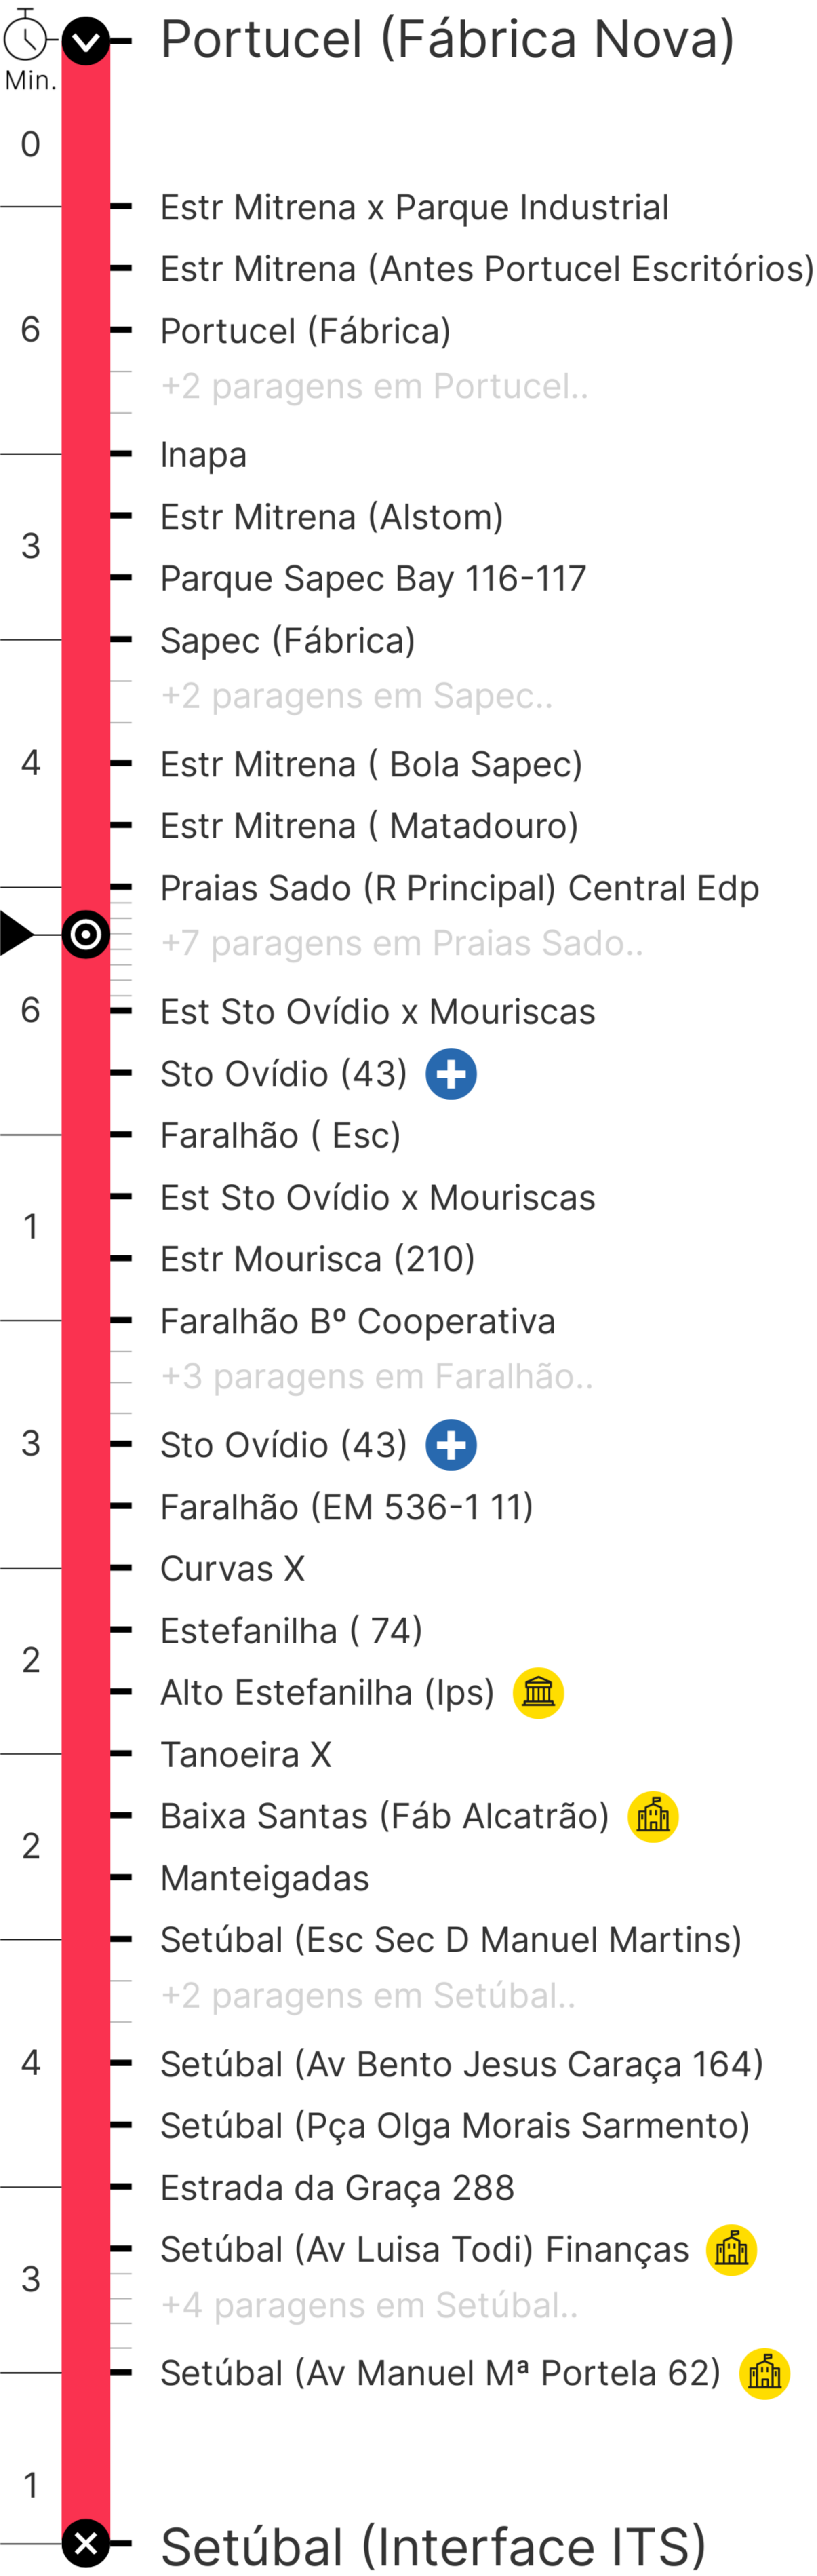 Portucel (Fábrica Nova)
Min.
0
Estr Mitrena x Parque Industrial
Estr Mitrena (Antes Portucel Escritórios)
6
Portucel (Fábrica)
+2 paragens em Portucel..
Inapa
Estr Mitrena (Alstom)
3
Parque Sapec Bay 116-117
Sapec (Fábrica)
+2 paragens em Sapec..
4
Estr Mitrena ( Bola Sapec)
Estr Mitrena ( Matadouro)
Praias Sado (R Principal) Central Edp
+7 paragens em Praias Sado..
6
Est Sto Ovídio x Mouriscas
Sto Ovídio (43)
Faralhão ( Esc)
Est Sto Ovídio x Mouriscas
1
Estr Mourisca (210)
Faralhão Bº Cooperativa
+3 paragens em Faralhão..
3
Sto Ovídio (43)
Faralhão (EM 536-1 11)
Curvas X
Estefanilha ( 74)
2
Alto Estefanilha (Ips)
Tanoeira X
Baixa Santas (Fáb Alcatrão)
2
Manteigadas
Setúbal (Esc Sec D Manuel Martins)
+2 paragens em Setúbal..
4
Setúbal (Av Bento Jesus Caraça 164)
Setúbal (Pça Olga Morais Sarmento)
Estrada da Graça 288
Setúbal (Av Luisa Todi) Finanças
3
+4 paragens em Setúbal..
Setúbal (Av Manuel Mª Portela 62)
1
Setúbal (Interface ITS)